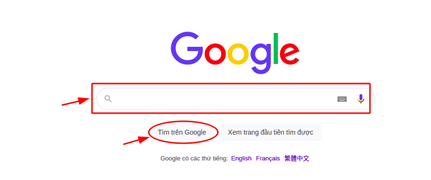 Google
Tìm trên Google Xem trang đầu tiên tìm được
Google có các thứ tiếng: English Français 繁體中文